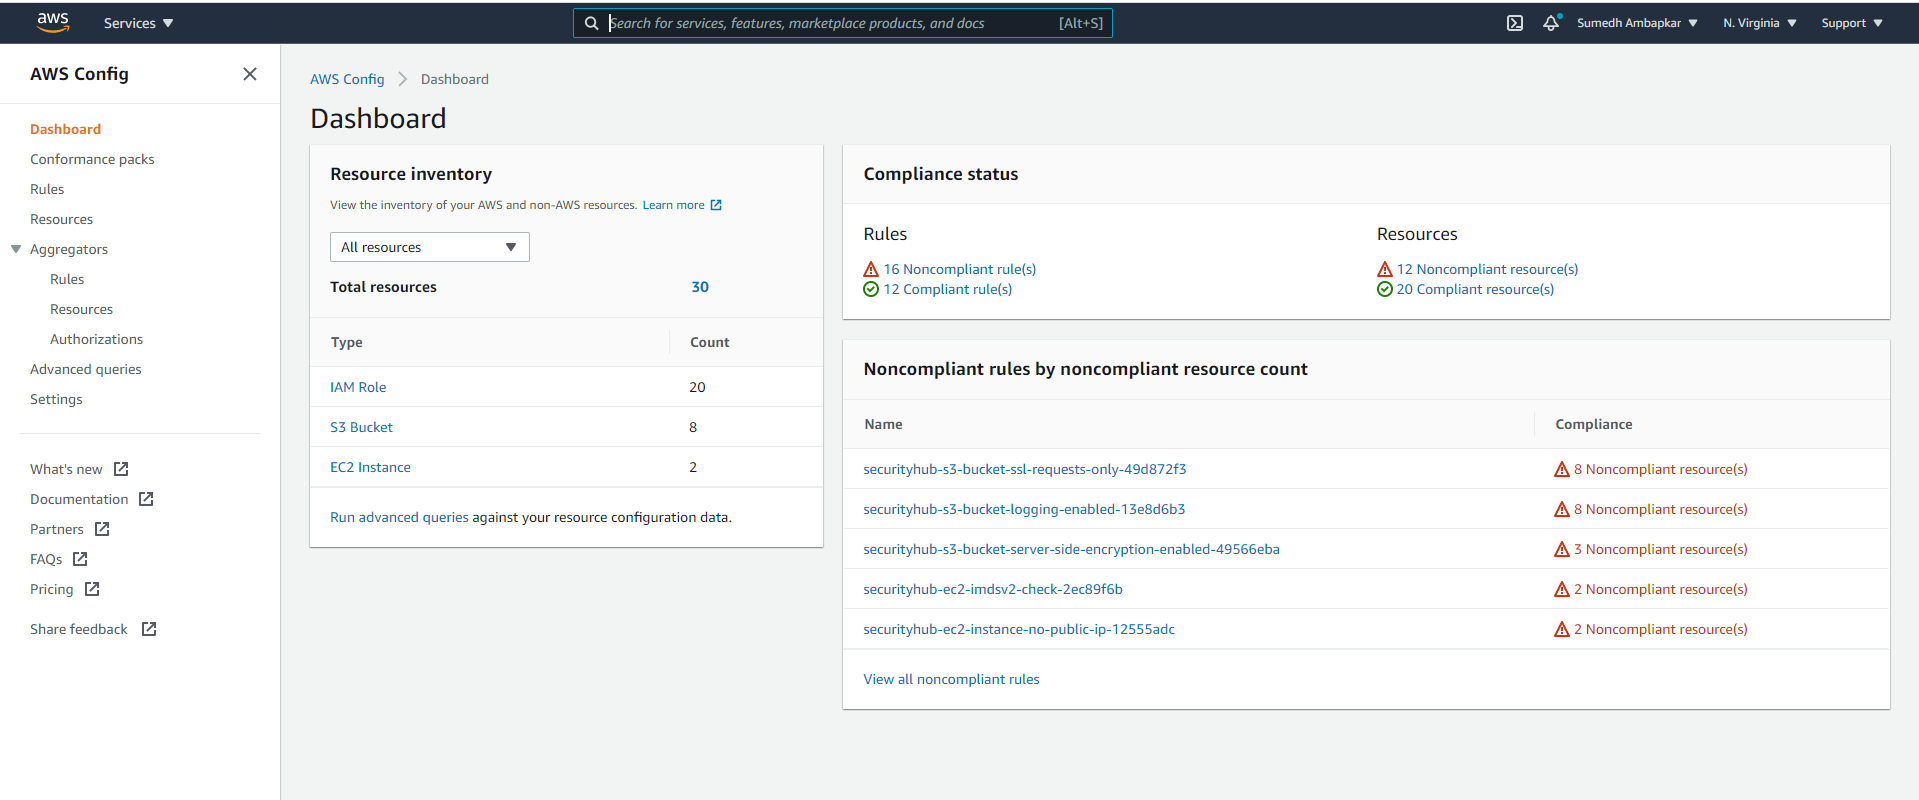 aws Services Search for services, features, marketplace products, and docs [Alt+S] Sumedh Ambapkar N. Virginia Support
AWS Config
Dashboard
Conformance packs
Rules
Resources
Aggregators
Rules
Resources
Authorizations
Advanced queries
Settings
What's new
Documentation
Partners
FAQs
Pricing
Share feedback
AWS Config Dashboard
Dashboard
Resource inventory
View the inventory of your AWS and non-AWS resources. Learn more
All resources
Total resources 30
Type Count
IAM Role 20
S3 Bucket 8
EC2 Instance 2
Run advanced queries against your resource configuration data.
Compliance status
Rules
16 Noncompliant rule(s)
12 Compliant rule(s)
Resources
12 Noncompliant resource(s)
20 Compliant resource(s)
Noncompliant rules by noncompliant resource count
Name Compliance
securityhub-s3-bucket-ssl-requests-only-49d872f3 8 Noncompliant resource(s)
securityhub-s3-bucket-logging-enabled-13e8d6b3 8 Noncompliant resource(s)
securityhub-s3-bucket-server-side-encryption-enabled-49566eba 3 Noncompliant resource(s)
securityhub-ec2-imdsv2-check-2ec89f6b 2 Noncompliant resource(s)
securityhub-ec2-instance-no-public-ip-12555adc 2 Noncompliant resource(s)
View all noncompliant rules